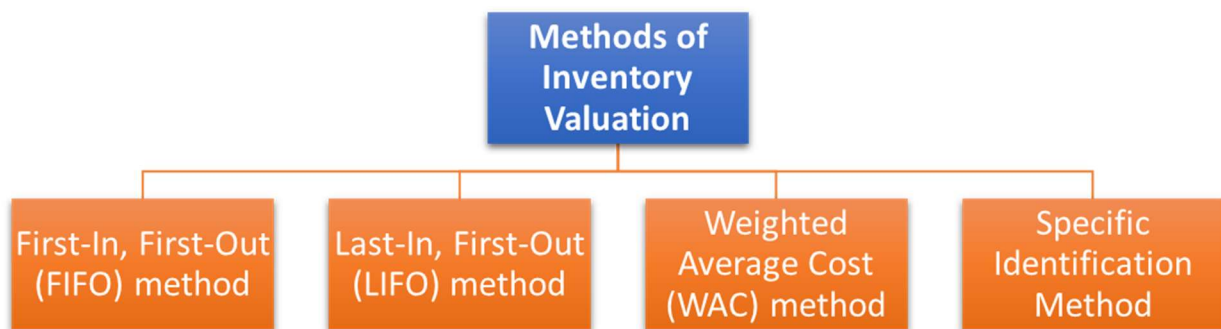 Methods of
Inventory
Valuation
First-In, First-Out
(FIFO) method
Last-In, First-Out
(LIFO) method
Weighted
Average Cost
(WAC) method
Specific
Identification
Method